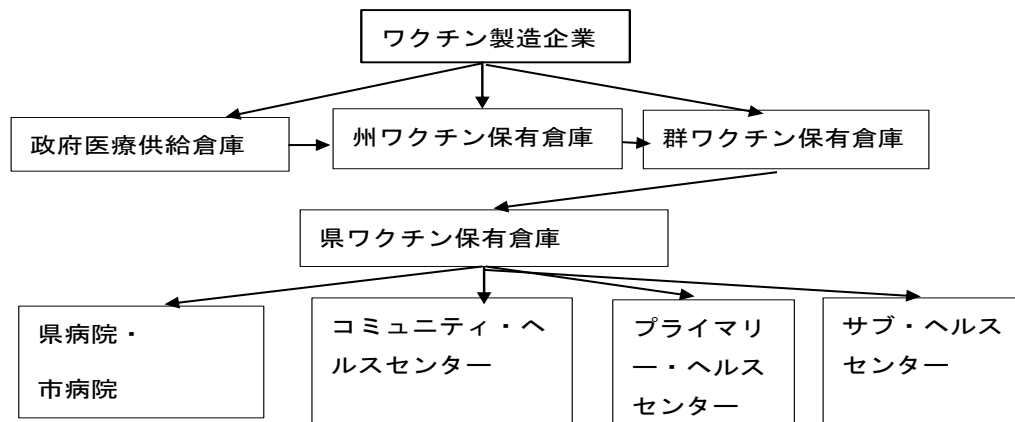 ワクチン製造企業
政府医療供給倉庫
州ワクチン保有倉庫
群ワクチン保有倉庫
県ワクチン保有倉庫
県病院・
市病院
コミュニティ・ヘ
ルスセンター
プライマリ
ー・ヘルス
センター
サブ・ヘルス
センター